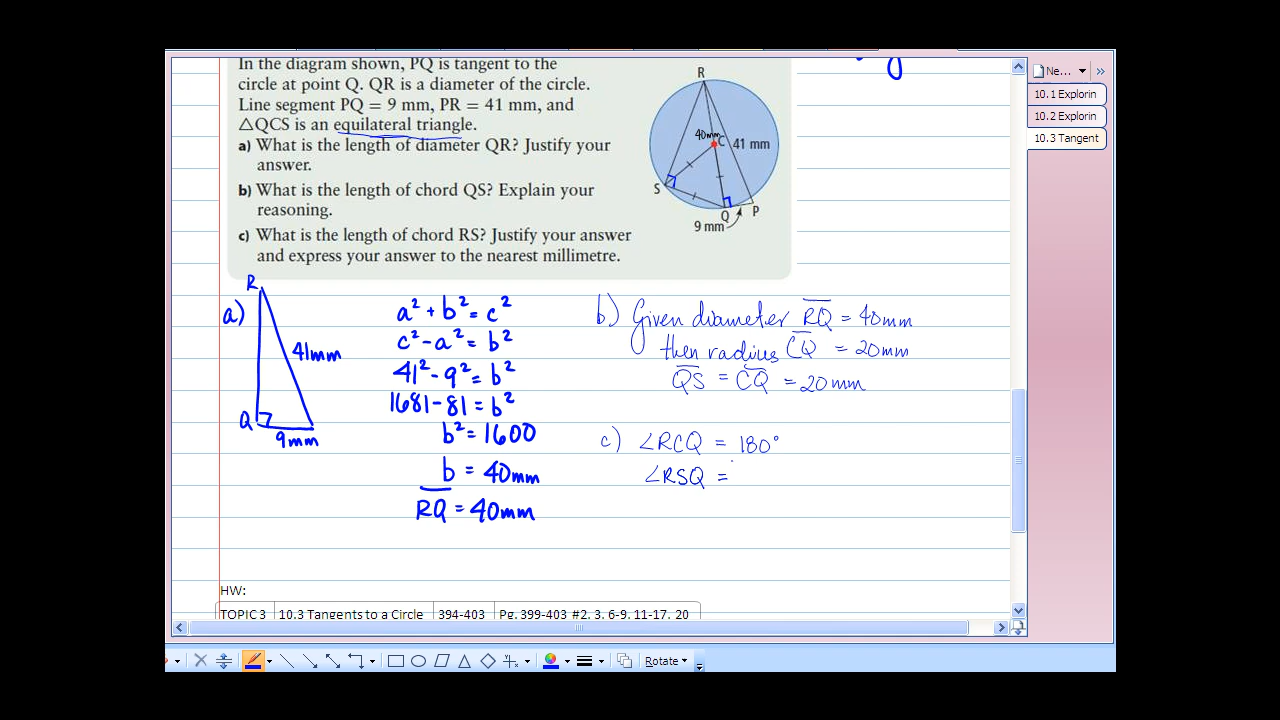 In the diagram shown, PQ is tangent to the
circle at point Q. QR is a diameter of the circle.
Line segment PQ = 9 mm, PR = 41 mm, and
△QCS is an equilateral triangle.
a) What is the length of diameter QR? Justify your
answer.
b) What is the length of chord QS? Explain your
reasoning.
c) What is the length of chord RS? Justify your answer
and express your answer to the nearest millimetre.
R
40mm
C
41 mm
S
Q
P
9 mm
a)
R
41mm
Q
9mm
a² + b² = c²
c² - a² = b²
41² - 9² = b²
1681 - 81 = b²
b² = 1600
b = 40mm
RQ = 40mm
b) Given diameter RQ = 40mm
then radius CQ = 20mm
QS = CQ = 20mm
c) ∠RCQ = 180°
∠RSQ =
HW:
TOPIC 3 10.3 Tangents to a Circle 394-403 Pg. 399-403 #2, 3, 6-9, 11-17, 20
Ne...
10.1 Explorin
10.2 Explorin
10.3 Tangent
Rotate